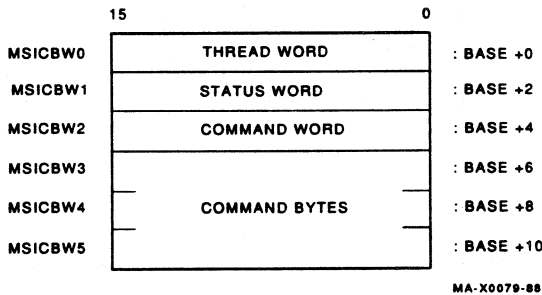 15 0
MSICBW0 THREAD WORD : BASE +0
MSICBW1 STATUS WORD : BASE +2
MSICBW2 COMMAND WORD : BASE +4
MSICBW3 : BASE +6
MSICBW4 COMMAND BYTES : BASE +8
MSICBW5 : BASE +10
MA-X0079-88